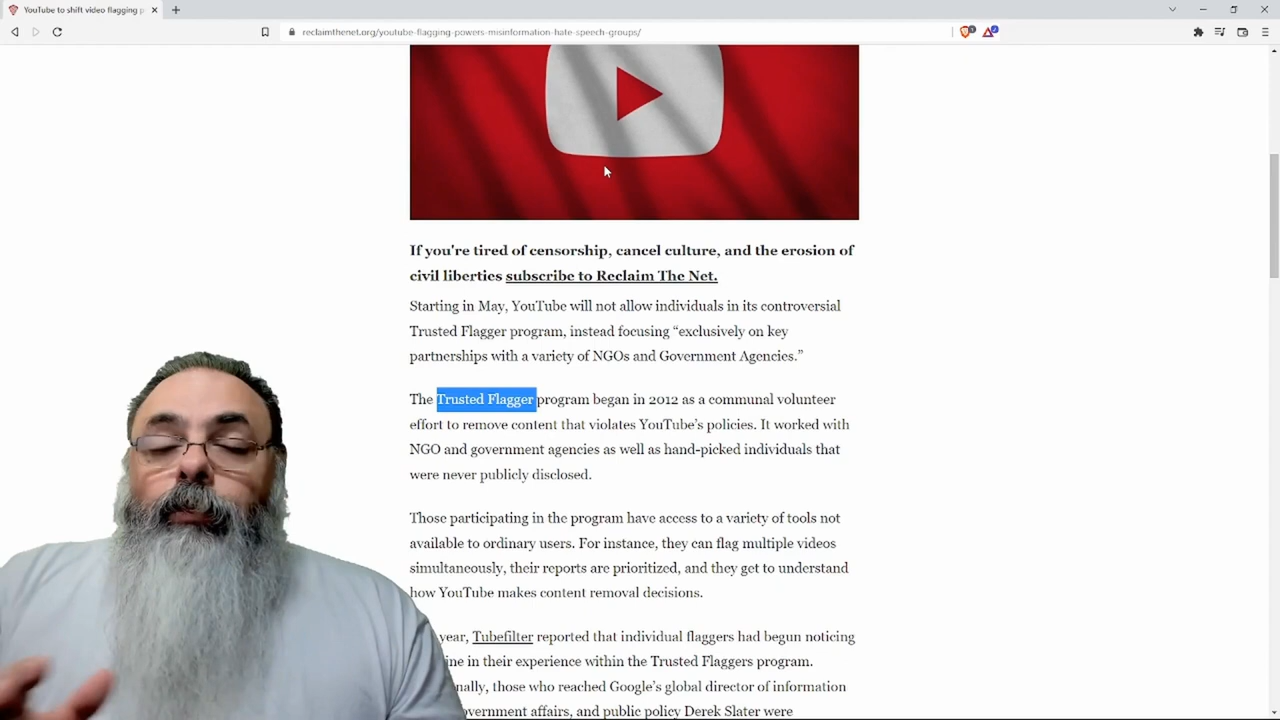 YouTube to shift video flagging p
reclaimthenet.org/youtube-flagging-powers-misinformation-hate-speech-groups/
If you're tired of censorship, cancel culture, and the erosion of
civil liberties subscribe to Reclaim The Net.
Starting in May, YouTube will not allow individuals in its controversial
Trusted Flagger program, instead focusing “exclusively on key
partnerships with a variety of NGOs and Government Agencies.”
The Trusted Flagger program began in 2012 as a communal volunteer
effort to remove content that violates YouTube's policies. It worked with
NGO and government agencies as well as hand-picked individuals that
were never publicly disclosed.
Those participating in the program have access to a variety of tools not
available to ordinary users. For instance, they can flag multiple videos
simultaneously, their reports are prioritized, and they get to understand
how YouTube makes content removal decisions.
year, Tubefilter reported that individual flaggers had begun noticing
in their experience within the Trusted Flaggers program.
those who reached Google's global director of information
affairs, and public policy Derek Slater were